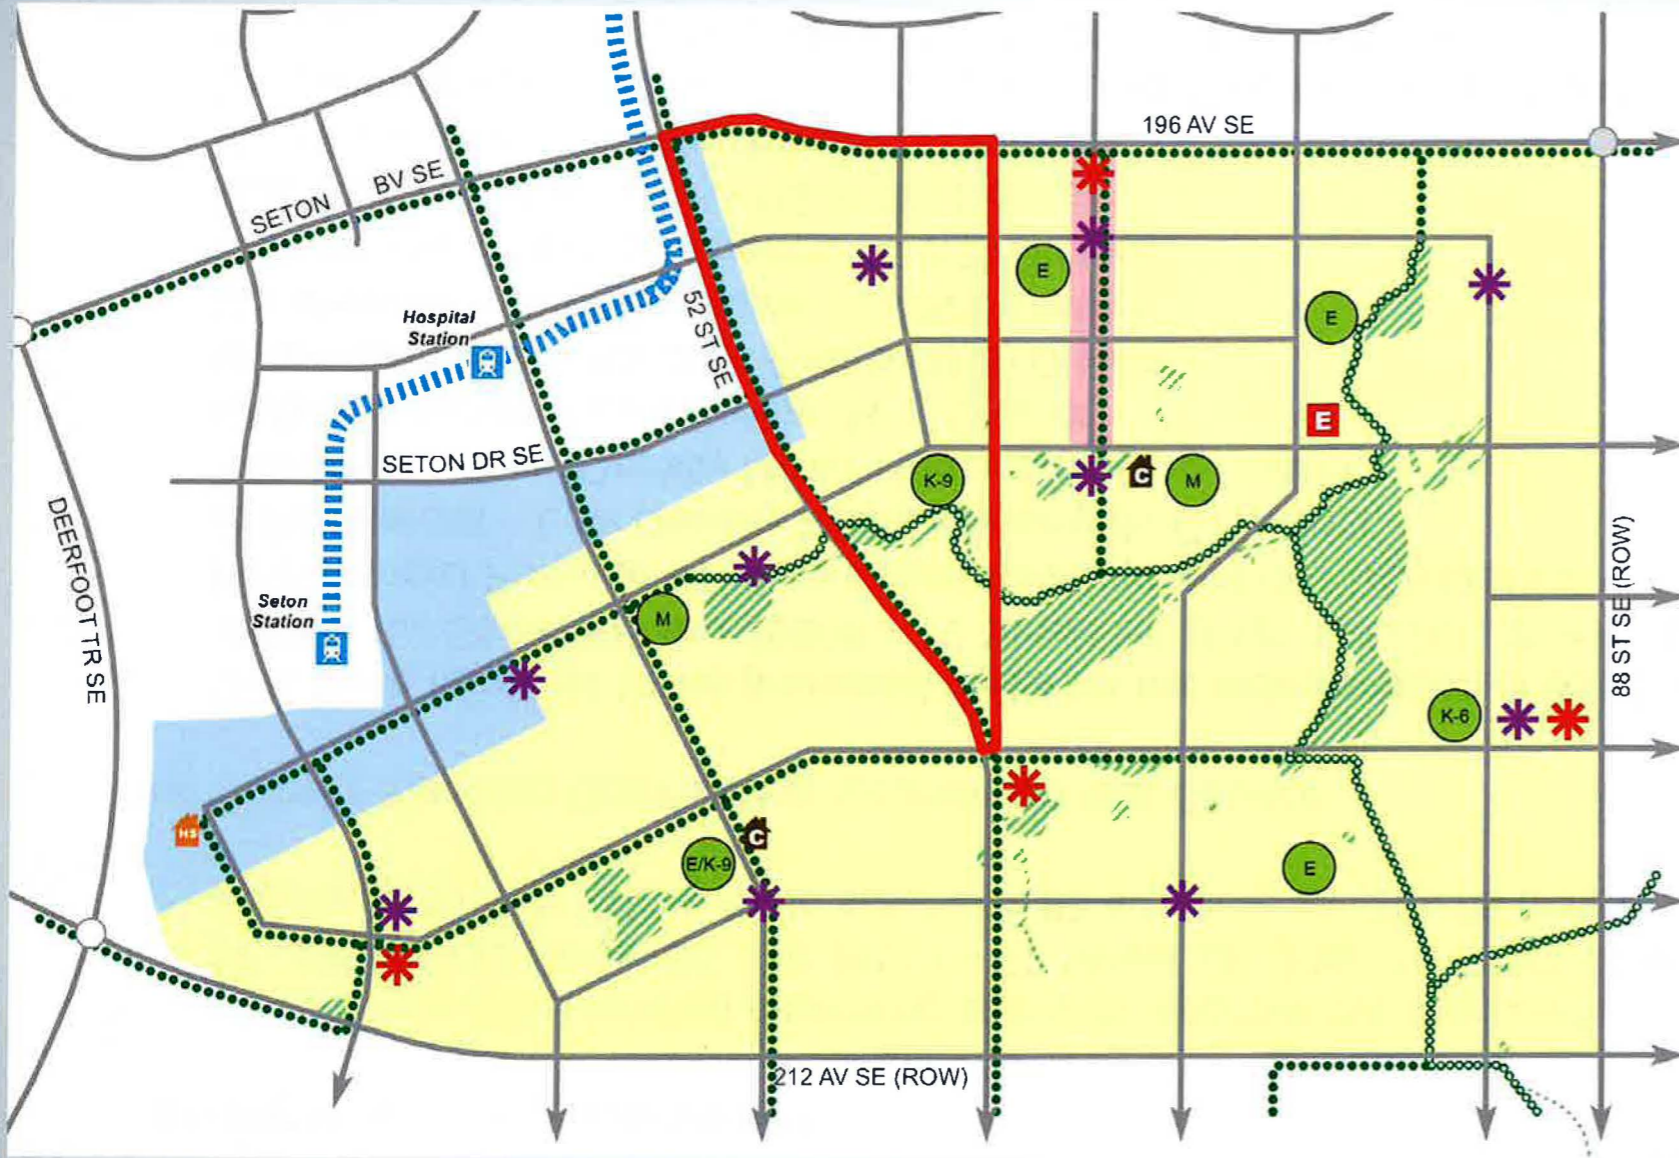 196 AV SE
SETON BV SE
Hospital
Station
52 ST SE
E
E
E
SETON DR SE
K-9
C
M
DEERFOOT TR SE
Seton
Station
M
88 ST SE (ROW)
K-6
HS
C
E/K-9
E
212 AV SE (ROW)